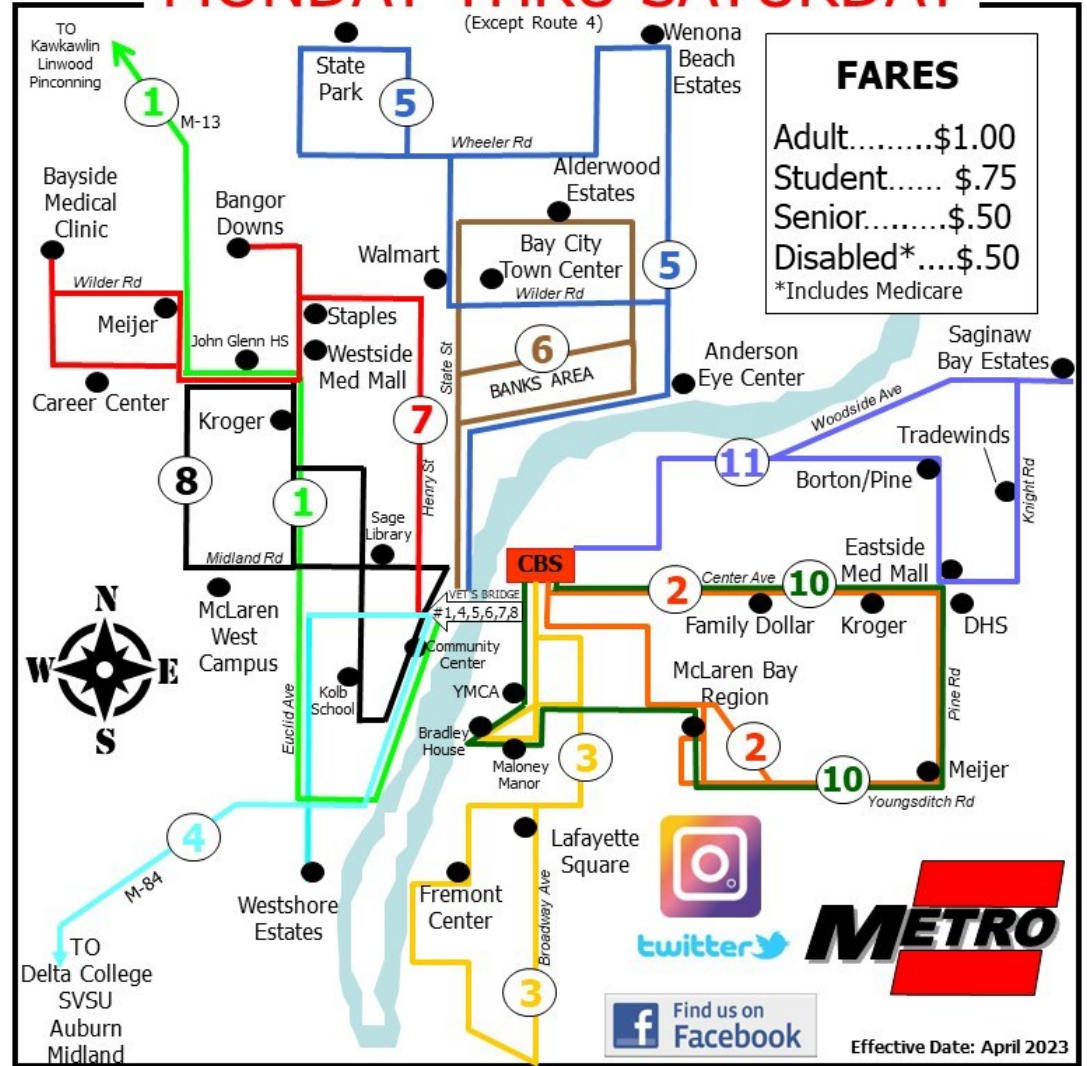 MONDAY THRU SATURDAY
(Except Route 4)
TO
Kawkawlin
Linwood
Pinconning
1
M-13
State
Park
5
Wenona
Beach
Estates
Wheeler Rd
FARES
Adult.........$1.00
Student...... $.75
Senior.........$.50
Disabled*....$.50
*Includes Medicare
Bayside
Medical
Clinic
Bangor
Downs
Alderwood
Estates
Walmart
Bay City
Town Center
5
Wilder Rd
Wilder Rd
Meijer
Staples
John Glenn HS
Westside
Med Mall
State St
6
BANKS AREA
Anderson
Eye Center
Saginaw
Bay Estates
Career Center
Kroger
7
Woodside Ave
Tradewinds
8
1
Henry St
11
Borton/Pine
Knight Rd
Sage
Library
Midland Rd
CBS
Eastside
Med Mall
N
W
E
S
McLaren
West
Campus
VET'S BRIDGE
#1,4,5,6,7,8
2
Center Ave
10
Family Dollar
Kroger
DHS
Community
Center
Kolb
School
Euclid Ave
YMCA
McLaren Bay
Region
Pine Rd
Bradley
House
Maloney
Manor
3
2
10
Meijer
Youngsditch Rd
4
M-84
Lafayette
Square
Westshore
Estates
Fremont
Center
Broadway Ave
TO
Delta College
SVSU
Auburn
Midland
3
twitter
METRO
f
Find us on
Facebook
Effective Date: April 2023